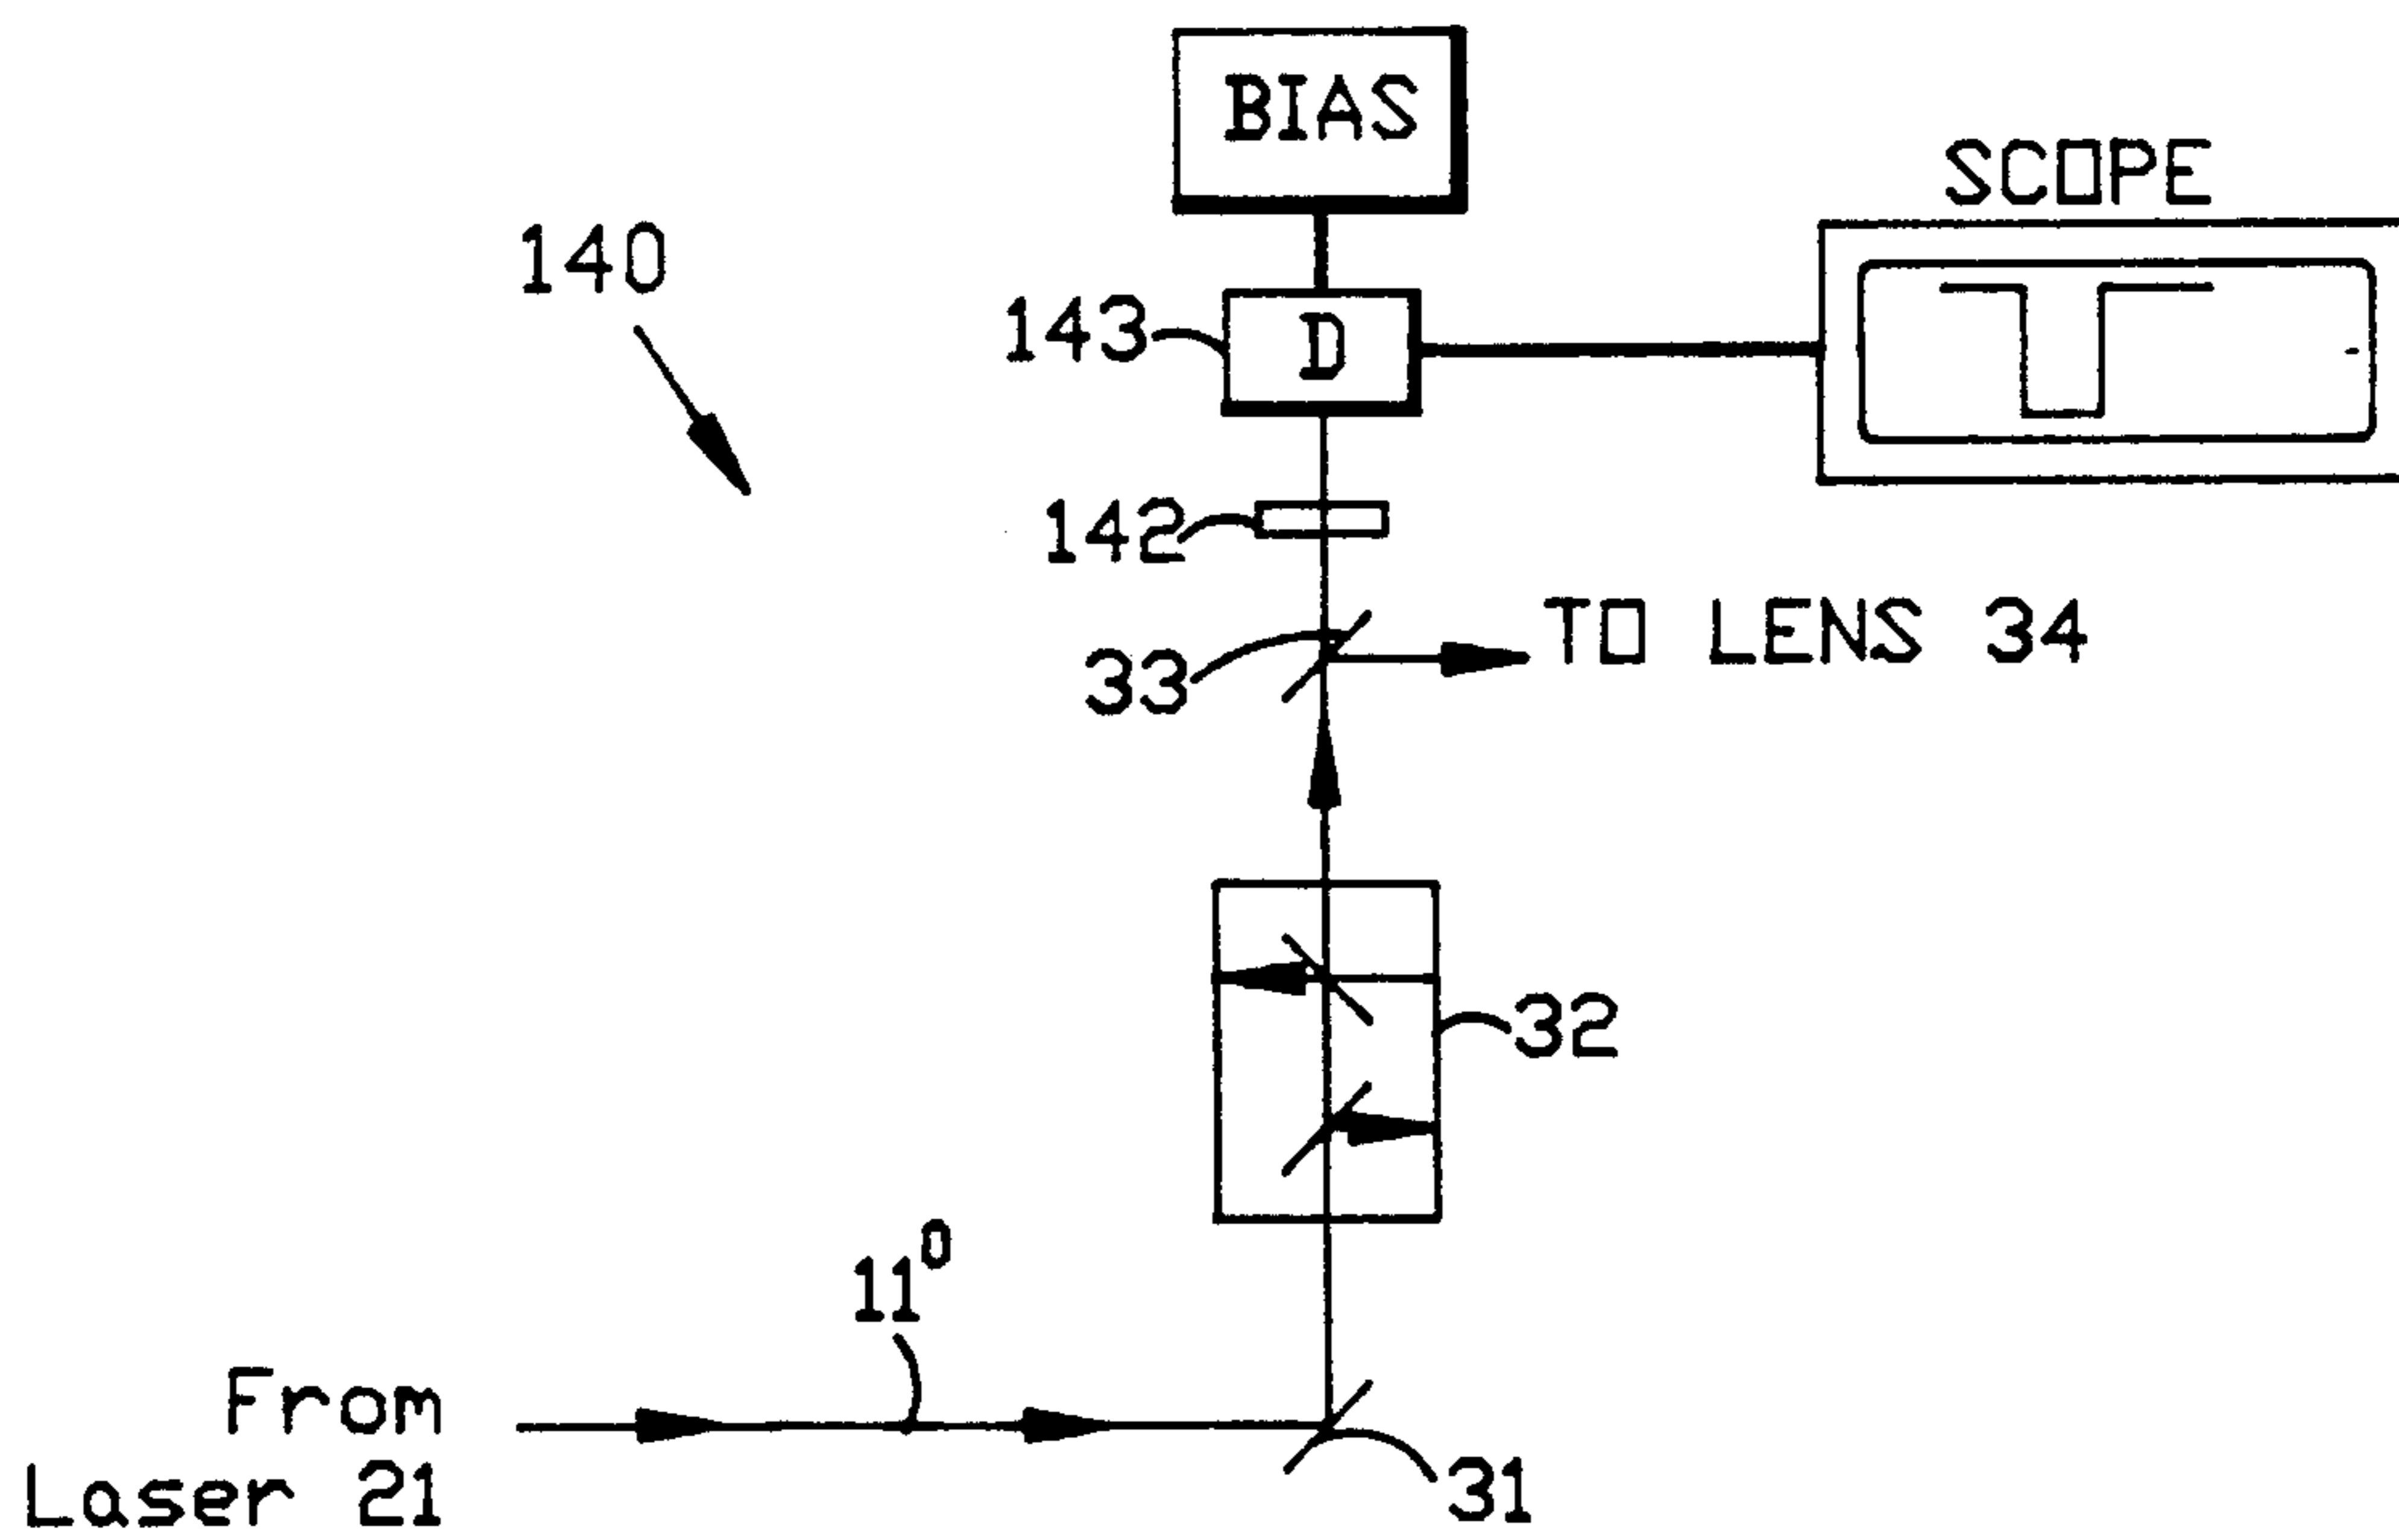 BIAS
SCOPE
140
143
D
142
TO LENS 34
33
32
11⁰
From
Laser 21
31